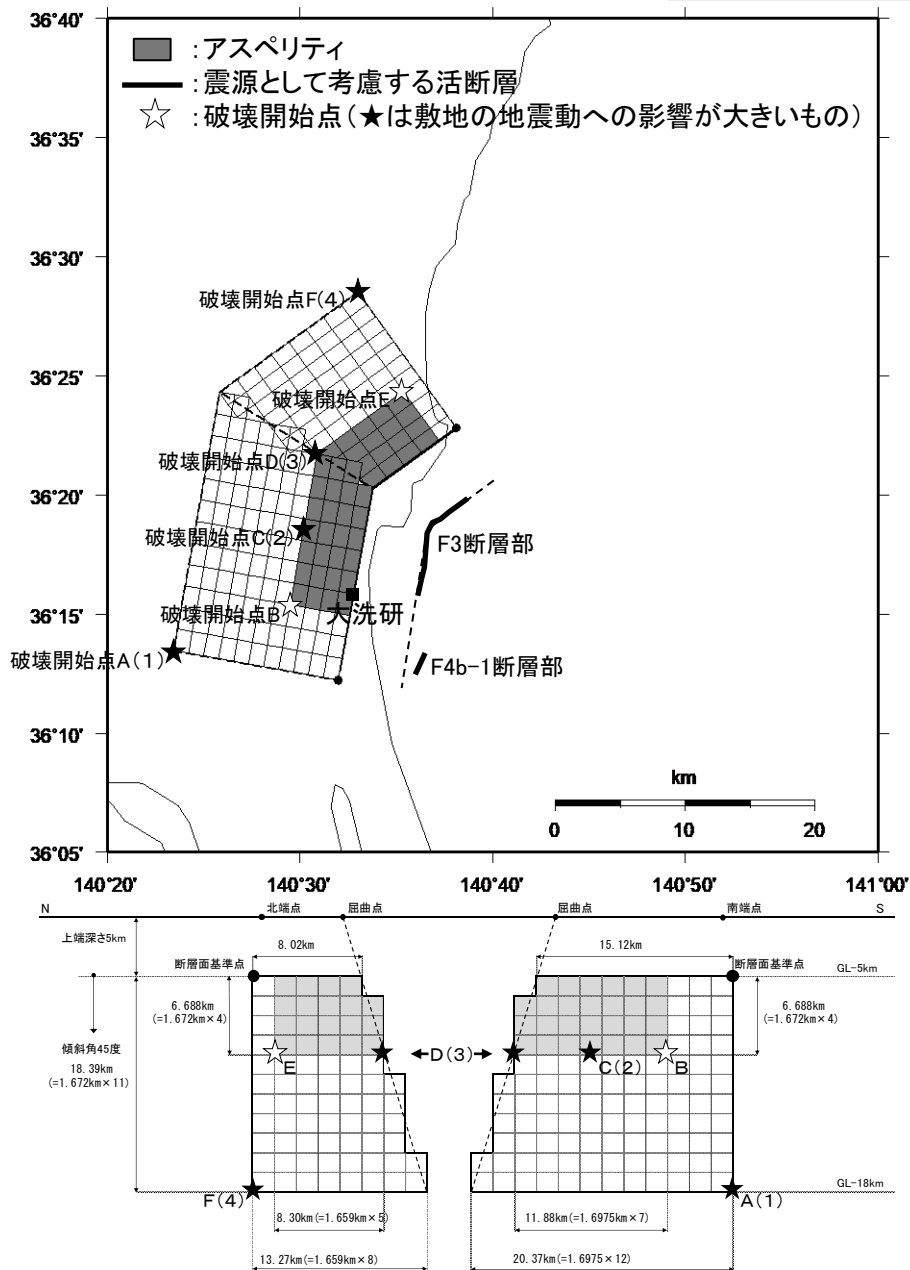 36°40'
:アスペリティ
:震源として考慮する活断層
:破壊開始点(★は敷地の地震動への影響が大きいもの)
36°35'
36°30'
破壊開始点F(4)
36°25'
破壊開始点E
破壊開始点D(3)
36°20'
F3断層部
破壊開始点C(2)
36°15'
破壊開始点B
大洗研
破壊開始点A(1)
F4b-1断層部
36°10'
km
0 10 20
36°05'
140°20' 140°30' 140°40' 140°50' 141°00'
N 北端点 屈曲点 屈曲点 南端点 S
上端深さ5km
8.02km 15.12km
断層面基準点 断層面基準点 GL-5km
6.688km
(=1.672km×4)
6.688km
(=1.672km×4)
傾斜角45度
18.39km
(=1.672km×11)
E D(3) C(2) B
F(4) A(1) GL-18km
8.30km(=1.659km×5) 11.88km(=1.6975km×7)
13.27km(=1.659km×8) 20.37km(=1.6975×12)